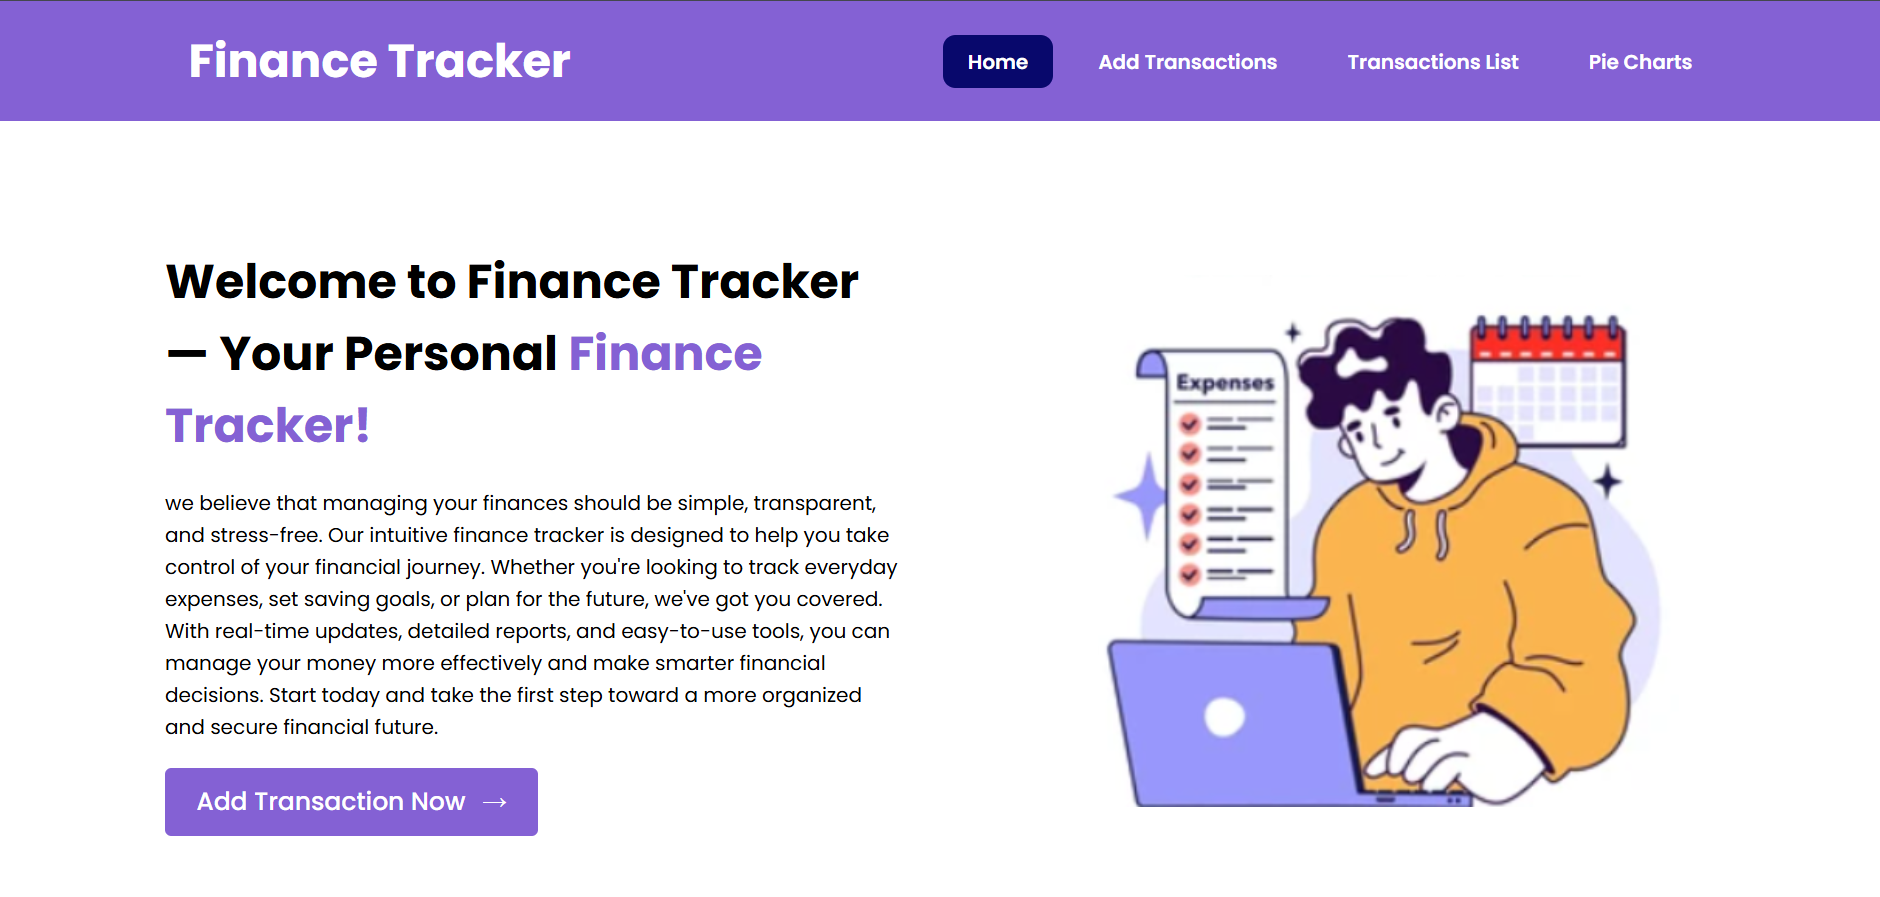 Finance Tracker
Home
Add Transactions
Transactions List
Pie Charts
Welcome to Finance Tracker
— Your Personal Finance
Tracker!
we believe that managing your finances should be simple, transparent,
and stress-free. Our intuitive finance tracker is designed to help you take
control of your financial journey. Whether you're looking to track everyday
expenses, set saving goals, or plan for the future, we've got you covered.
With real-time updates, detailed reports, and easy-to-use tools, you can
manage your money more effectively and make smarter financial
decisions. Start today and take the first step toward a more organized
and secure financial future.
Add Transaction Now →
Expenses